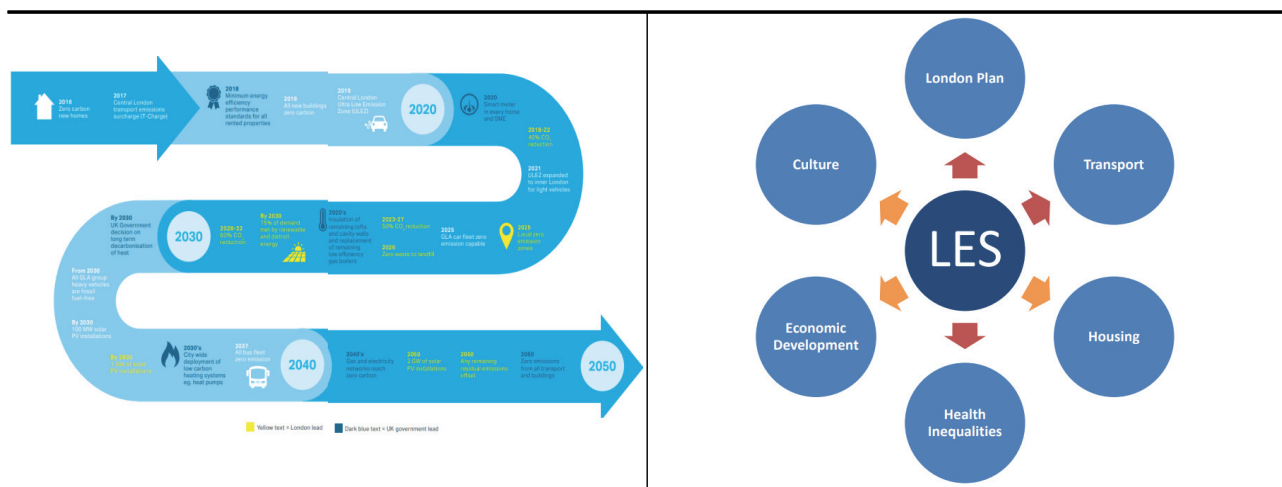 2016
Zero carbon
new homes
2017
Central London
transport emissions
surcharge (T-Charge)
2018
Minimum energy
efficiency
performance
standards for all
rented properties
2019
All new buildings
zero carbon
2019
Central London
Ultra Low Emission
Zone (ULEZ)
2020
2020
Smart meter
in every home
and SME
2018-22
40% CO₂
reduction
2021
ULEZ expanded
to inner London
for light vehicles
2025
Local zero
emissions
zones
2025
GLA car fleet zero
emission capable
2023-27
50% CO₂ reduction
2026
Zero waste to landfill
2020's
Insulation of
remaining lofts
and cavity walls
and replacement
of remaining
low efficiency
gas boilers
By 2030
15% of demand
met by renewable
and district
energy
2028-32
60% CO₂
reduction
2030
By 2030
UK Government
decision on
long term
decarbonisation
of heat
From 2030
All GLA group
heavy vehicles
are fossil
fuel-free
By 2030
100 MW solar
PV installations
By 2030
PV installations
2030's
City wide
deployment of
low carbon
heating systems
eg. heat pumps
2037
All bus fleet
zero emission
2040
2040's
Gas and electricity
networks reach
zero carbon
2050
2 GW of solar
PV installations
2050
Any remaining
residual emissions
offset
2050
Zero emissions
from all transport
and buildings
2050
Yellow text = London lead
Dark blue text = UK government lead
London Plan
Culture
Transport
LES
Economic
Development
Housing
Health
Inequalities